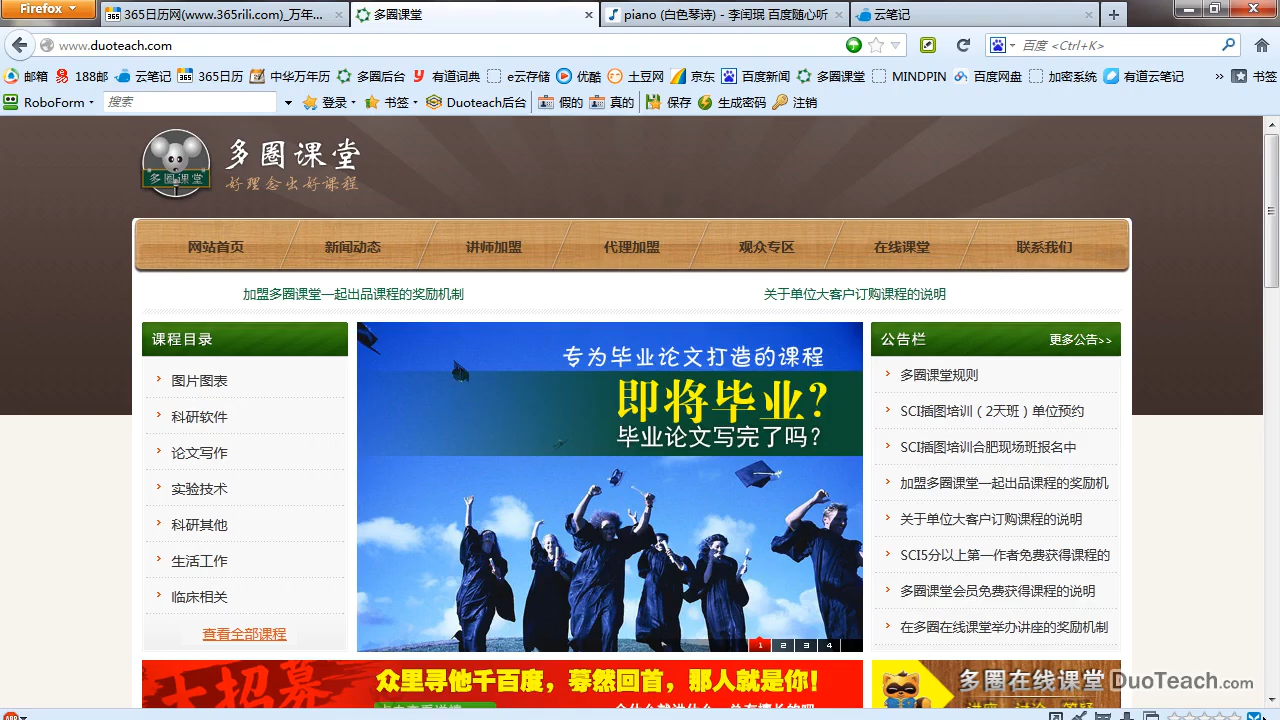 Firefox
365日历网(www.365rili.com)_万年...
多圈课堂
piano (白色琴诗) - 李闰珉 百度随心听
云笔记
www.duoteach.com
百度 <Ctrl+K>
邮箱 188邮 云笔记 365日历 中华万年历 多圈后台 有道词典 e云存储 优酷 土豆网 京东 百度新闻 多圈课堂 MINDPIN 百度网盘 加密系统 有道云笔记 » 书签
RoboForm 搜索 登录 书签 Duoteach后台 假的 真的 保存 生成密码 注销
多圈课堂
好理念出好课程
多圈课堂
网站首页 新闻动态 讲师加盟 代理加盟 观众专区 在线课堂 联系我们
加盟多圈课堂一起出品课程的奖励机制 关于单位大客户订购课程的说明
课程目录
图片图表
科研软件
论文写作
实验技术
科研其他
生活工作
临床相关
查看全部课程
专为毕业论文打造的课程
即将毕业?
毕业论文写完了吗?
1 2 3 4
公告栏 更多公告>>
多圈课堂规则
SCI插图培训（2天班）单位预约
SCI插图培训合肥现场班报名中
加盟多圈课堂一起出品课程的奖励机
关于单位大客户订购课程的说明
SCI5分以上第一作者免费获得课程的
多圈课堂会员免费获得课程的说明
在多圈在线课堂举办讲座的奖励机制
大招募
众里寻他千百度，蓦然回首，那人就是你!
多圈在线课堂 DuoTeach.com